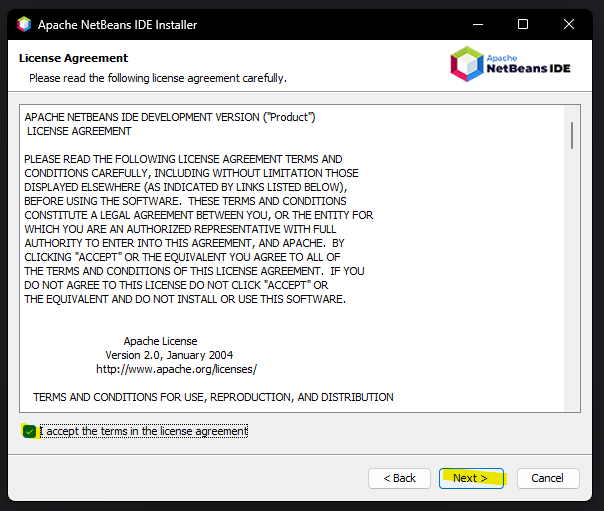 Apache NetBeans IDE Installer
License Agreement
Please read the following license agreement carefully.
Apache
NetBeans IDE
APACHE NETBEANS IDE DEVELOPMENT VERSION ("Product")
LICENSE AGREEMENT
PLEASE READ THE FOLLOWING LICENSE AGREEMENT TERMS AND
CONDITIONS CAREFULLY, INCLUDING WITHOUT LIMITATION THOSE
DISPLAYED ELSEWHERE (AS INDICATED BY LINKS LISTED BELOW),
BEFORE USING THE SOFTWARE.  THESE TERMS AND CONDITIONS
CONSTITUTE A LEGAL AGREEMENT BETWEEN YOU, OR THE ENTITY FOR
WHICH YOU ARE AN AUTHORIZED REPRESENTATIVE WITH FULL
AUTHORITY TO ENTER INTO THIS AGREEMENT, AND APACHE.  BY
CLICKING "ACCEPT" OR THE EQUIVALENT YOU AGREE TO ALL OF
THE TERMS AND CONDITIONS OF THIS LICENSE AGREEMENT.  IF YOU
DO NOT AGREE TO THIS LICENSE DO NOT CLICK "ACCEPT" OR
THE EQUIVALENT AND DO NOT INSTALL OR USE THIS SOFTWARE.
Apache License
Version 2.0, January 2004
http://www.apache.org/licenses/
TERMS AND CONDITIONS FOR USE, REPRODUCTION, AND DISTRIBUTION
I accept the terms in the license agreement
< Back
Next >
Cancel